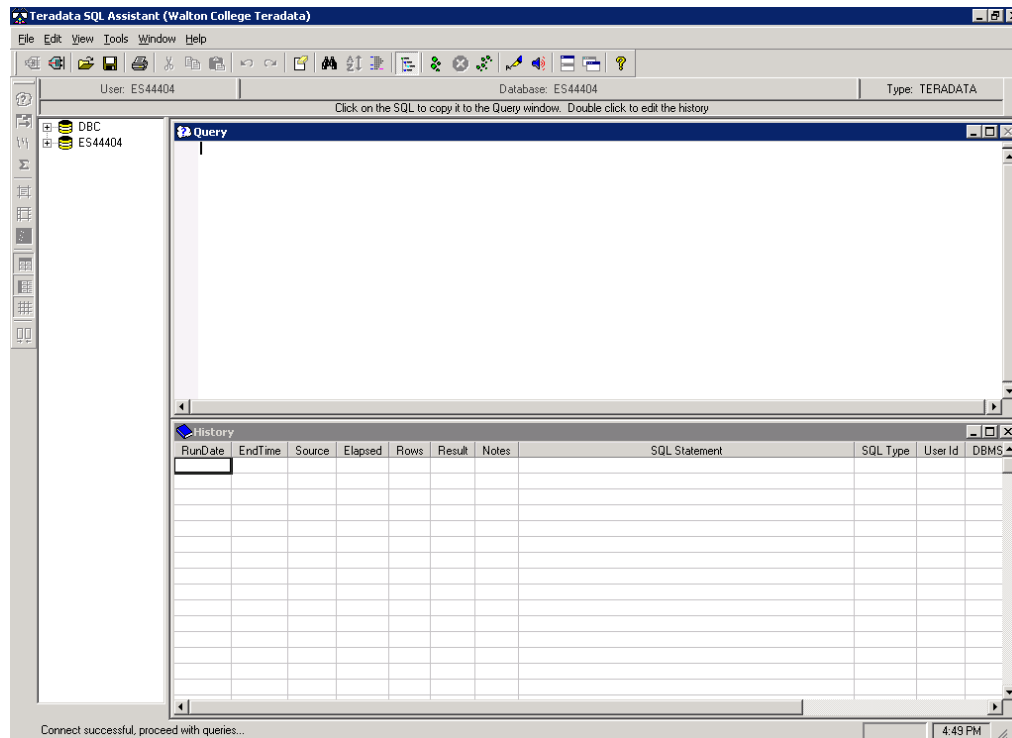 Teradata SQL Assistant (Walton College Teradata)
File Edit View Tools Window Help
User: ES44404 Database: ES44404 Type: TERADATA
Click on the SQL to copy it to the Query window. Double click to edit the history
DBC
ES44404
Query
History
RunDate EndTime Source Elapsed Rows Result Notes SQL Statement SQL Type User Id DBMS
Connect successful, proceed with queries... 4:49 PM